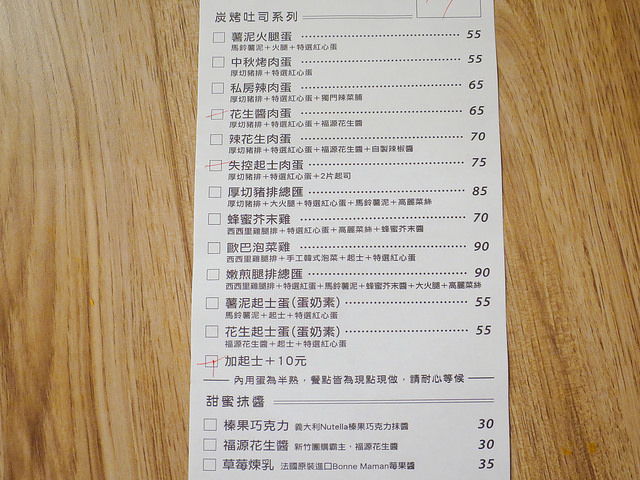 炭烤吐司系列
薯泥火腿蛋 55
馬鈴薯泥+火腿+特選紅心蛋
中秋烤肉蛋 55
厚切豬排+特選紅心蛋
私房辣肉蛋 65
厚切豬排+特選紅心蛋+獨門辣菜脯
花生醬肉蛋 65
厚切豬排+特選紅心蛋+福源花生醬
辣花生肉蛋 70
厚切豬排+特選紅心蛋+福源花生醬+自製辣椒醬
失控起士肉蛋 75
厚切豬排+特選紅心蛋+2片起司
厚切豬排總匯 85
厚切豬排+大火腿+特選紅心蛋+馬鈴薯泥+高麗菜絲
蜂蜜芥末雞 70
西西里雞腿排+特選紅心蛋+高麗菜絲+蜂蜜芥末醬
歐巴泡菜雞 90
西西里雞腿排+手工韓式泡菜+起士+特選紅心蛋
嫩煎腿排總匯 90
西西里雞腿排+特選紅蛋+馬鈴薯泥+蜂蜜芥末醬+大火腿+高麗菜絲
薯泥起士蛋(蛋奶素) 55
馬鈴薯泥+起士+特選紅心蛋
花生起士蛋(蛋奶素) 55
福源花生醬+起士+特選紅心蛋
加起士+10元
內用蛋為半熟,餐點皆為現點現做,請耐心等候
甜蜜抹醬
榛果巧克力 義大利Nutella榛果巧克力抹醬 30
福源花生醬 新竹團購霸主、福源花生醬 30
草莓煉乳 法國原裝進口Bonne Maman莓果醬 35